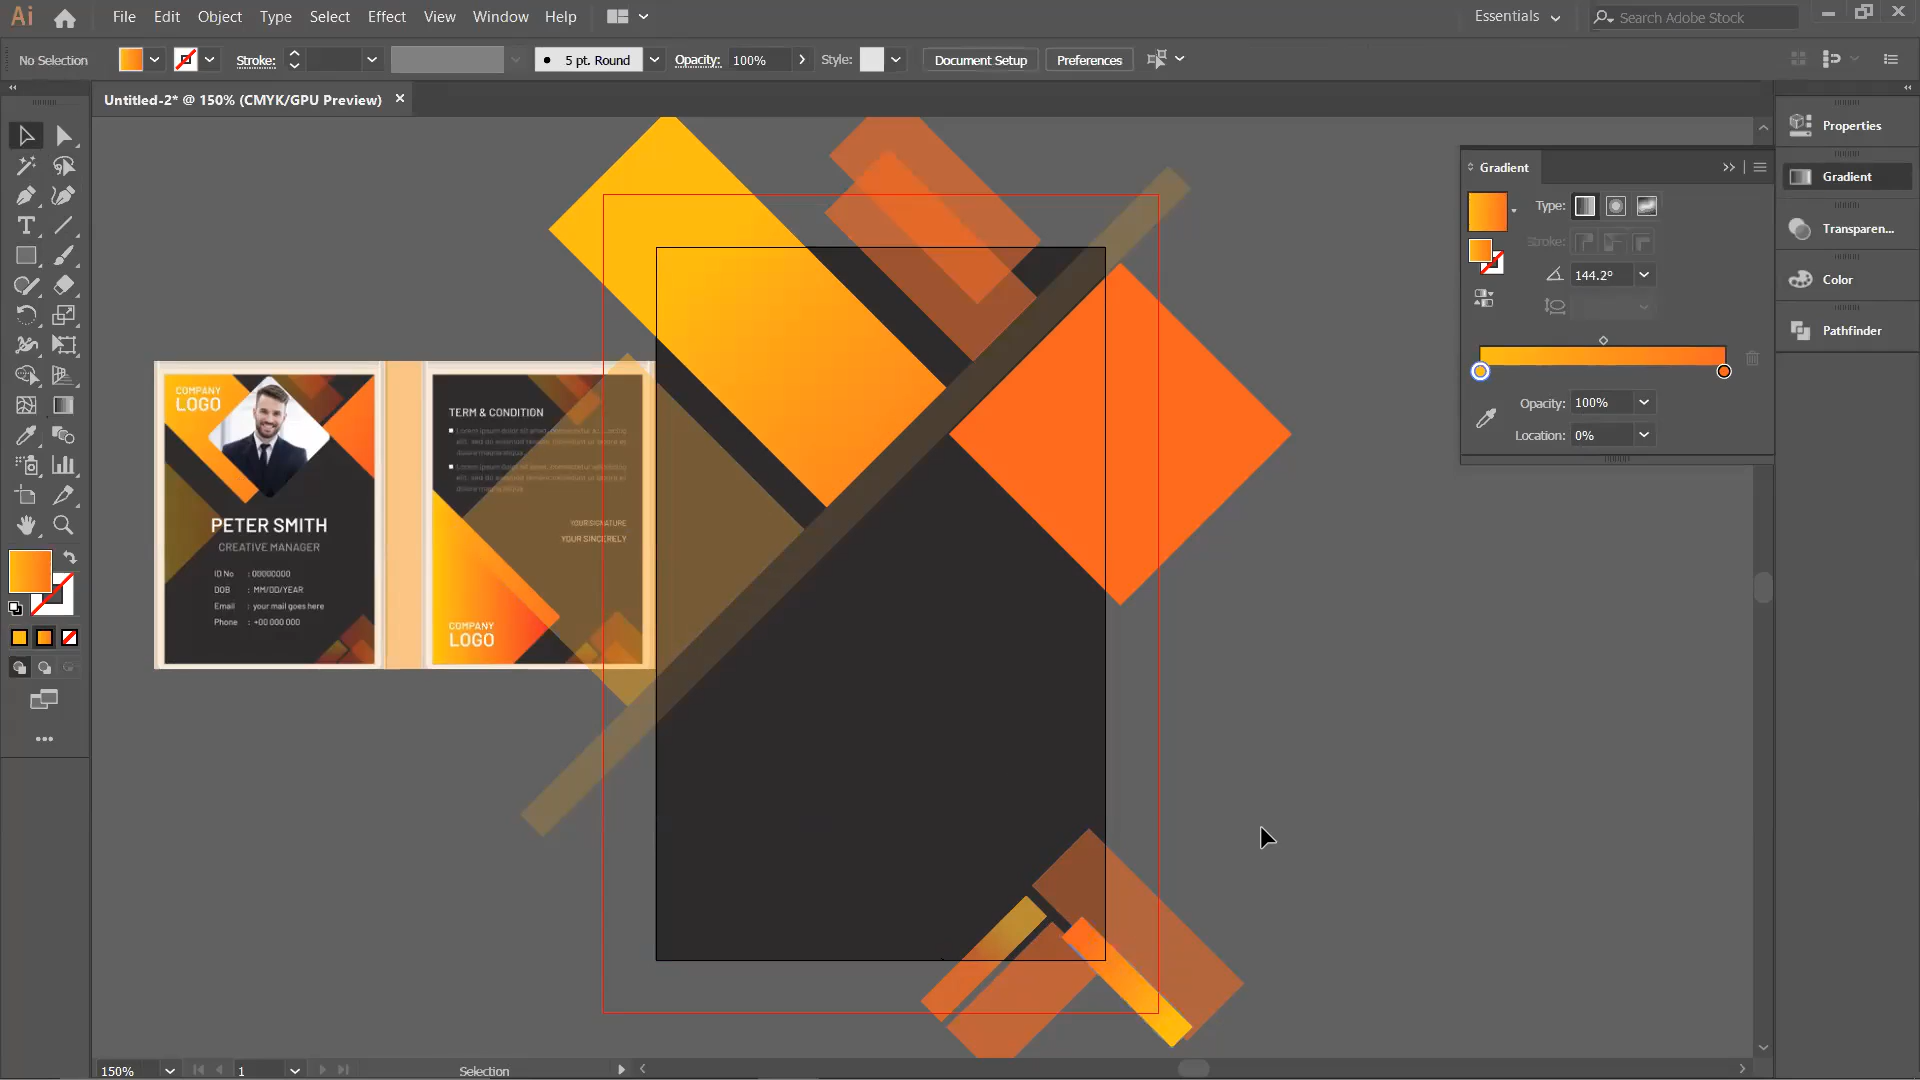 Ai
File Edit Object Type Select Effect View Window Help
Essentials
Search Adobe Stock
No Selection
Stroke:
5 pt. Round
Opacity: 100%
Style:
Document Setup
Preferences
Untitled-2* @ 150% (CMYK/GPU Preview) ×
Properties
Gradient
Transparen...
Color
Pathfinder
Gradient
Type:
Stroke:
144.2°
Opacity: 100%
Location: 0%
COMPANY
LOGO
PETER SMITH
CREATIVE MANAGER
ID No : 00000000
DOB : MM/DD/YEAR
Email : your mail goes here
Phone : +00 000 000
TERM & CONDITION
YOURSIGNATURE
YOUR SINCERELY
COMPANY
LOGO
150%
1
Selection